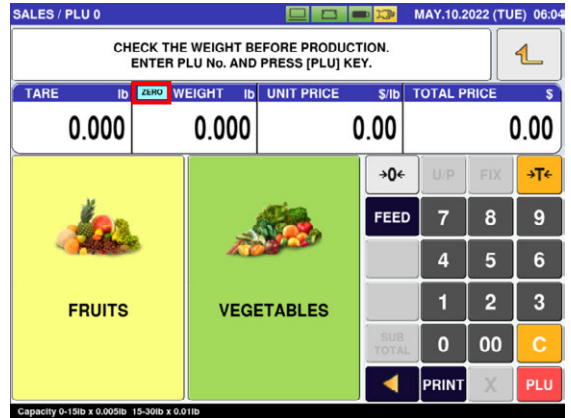 SALES / PLU 0 MAY.10.2022 (TUE) 06:04
CHECK THE WEIGHT BEFORE PRODUCTION.
ENTER PLU No. AND PRESS [PLU] KEY.
TARE lb ZERO WEIGHT lb UNIT PRICE $/lb TOTAL PRICE $
0.000 0.000 0.00 0.00
→0← U/P FIX →T←
FEED 7 8 9
4 5 6
FRUITS VEGETABLES 1 2 3
SUB TOTAL 0 00 C
PRINT X PLU
Capacity 0-15lb x 0.005lb 15-30lb x 0.01lb